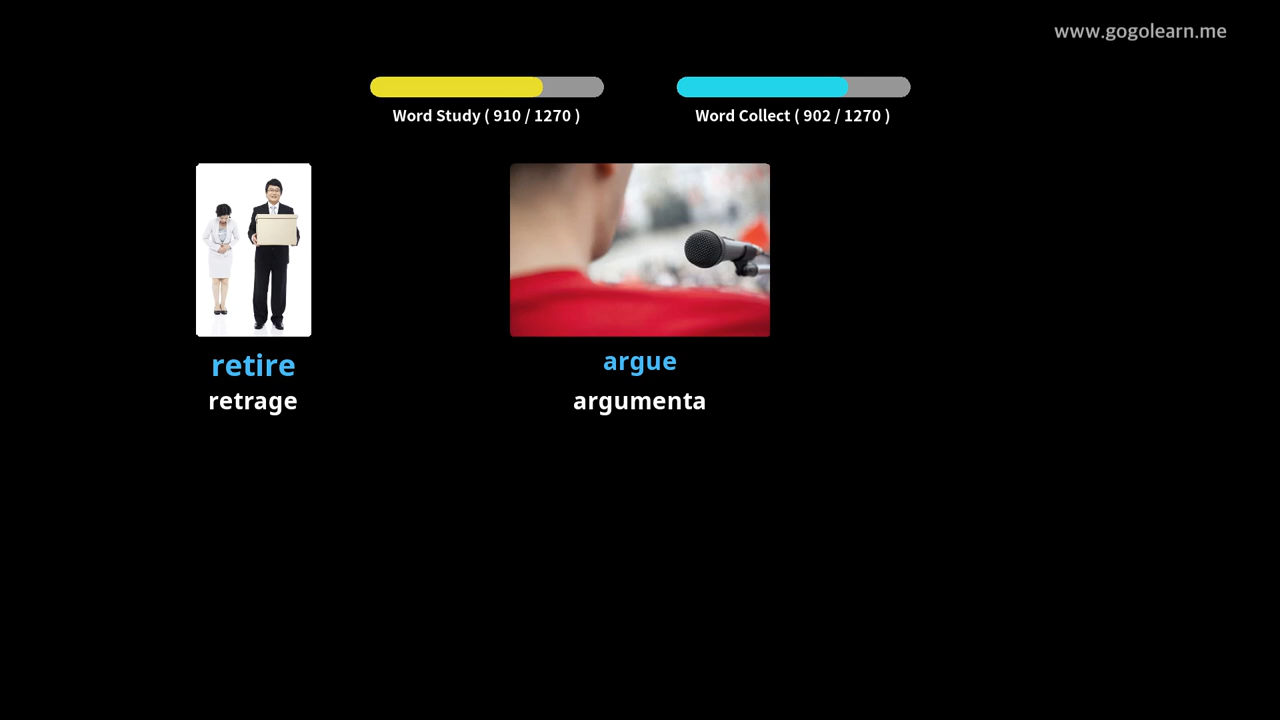 www.gogolearn.me
Word Study ( 910 / 1270 )
Word Collect ( 902 / 1270 )
retire
retrage
argue
argumenta